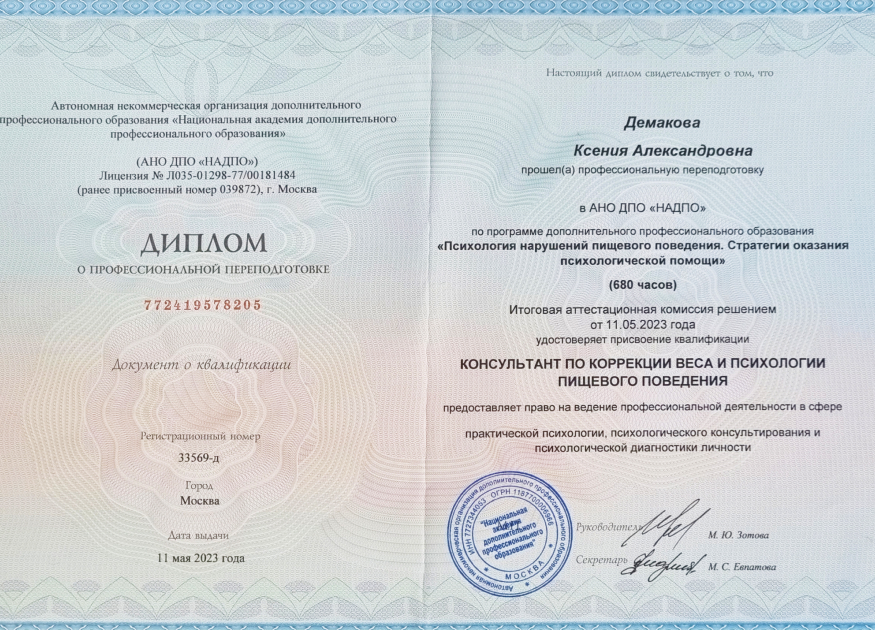 Автономная некоммерческая организация дополнительного
профессионального образования «Национальная академия дополнительного
профессионального образования»
(АНО ДПО «НАДПО»)
Лицензия № Л035-01298-77/00181484
(ранее присвоенный номер 039872), г. Москва
ДИПЛОМ
О ПРОФЕССИОНАЛЬНОЙ ПЕРЕПОДГОТОВКЕ
772419578205
Документ о квалификации
Регистрационный номер
33569-д
Город
Москва
Дата выдачи
11 мая 2023 года
Настоящий диплом свидетельствует о том, что
Демакова
Ксения Александровна
прошел(а) профессиональную переподготовку
в АНО ДПО «НАДПО»
по программе дополнительного профессионального образования
«Психология нарушений пищевого поведения. Стратегии оказания
психологической помощи»
(680 часов)
Итоговая аттестационная комиссия решением
от 11.05.2023 года
удостоверяет присвоение квалификации
КОНСУЛЬТАНТ ПО КОРРЕКЦИИ ВЕСА И ПСИХОЛОГИИ
ПИЩЕВОГО ПОВЕДЕНИЯ
предоставляет право на ведение профессиональной деятельности в сфере
практической психологии, психологического консультирования и
психологической диагностики личности
Автономная некоммерческая организация дополнительного профессионального образования
ИНН 7727344053 ОГРН 1187700006966
"Национальная
академия
дополнительного
профессионального
образования"
МОСКВА
Руководитель
М. Ю. Зотова
Секретарь
М. С. Евпатова